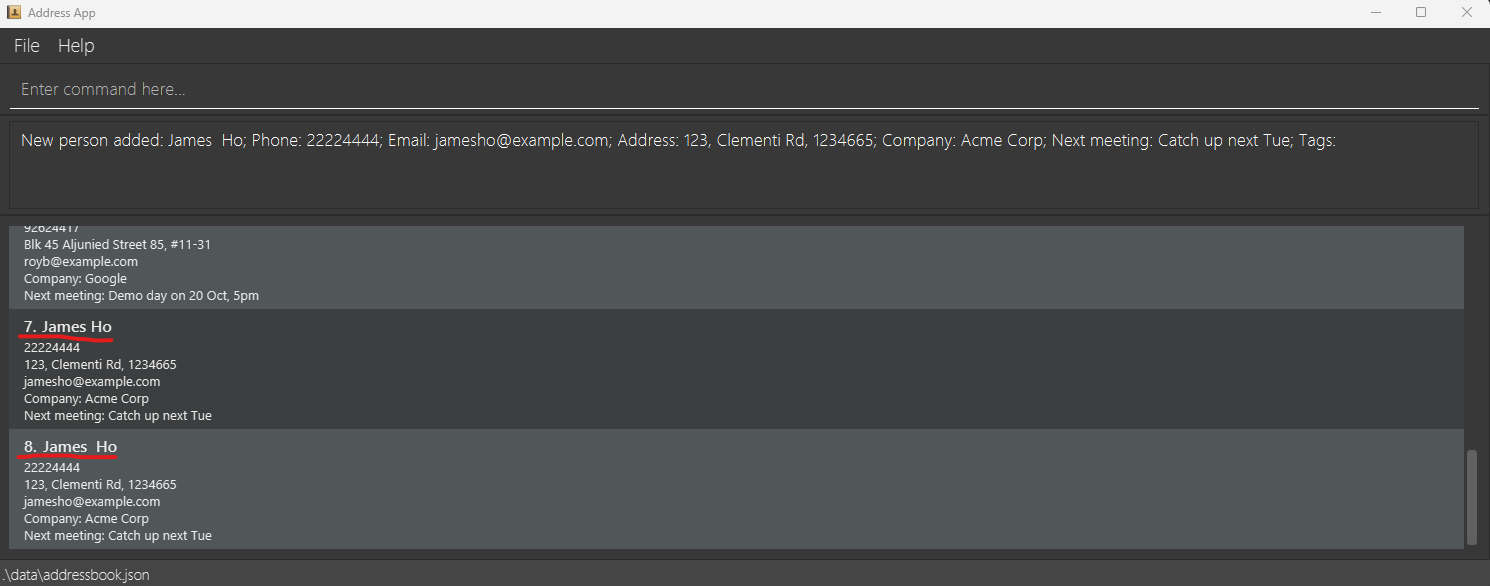 Address App
File Help
Enter command here...
New person added: James  Ho; Phone: 22224444; Email: jamesho@example.com; Address: 123, Clementi Rd, 1234665; Company: Acme Corp; Next meeting: Catch up next Tue; Tags:
92624417
Blk 45 Aljunied Street 85, #11-31
royb@example.com
Company: Google
Next meeting: Demo day on 20 Oct, 5pm
7. James Ho
22224444
123, Clementi Rd, 1234665
jamesho@example.com
Company: Acme Corp
Next meeting: Catch up next Tue
8. James  Ho
22224444
123, Clementi Rd, 1234665
jamesho@example.com
Company: Acme Corp
Next meeting: Catch up next Tue
.\data\addressbook.json